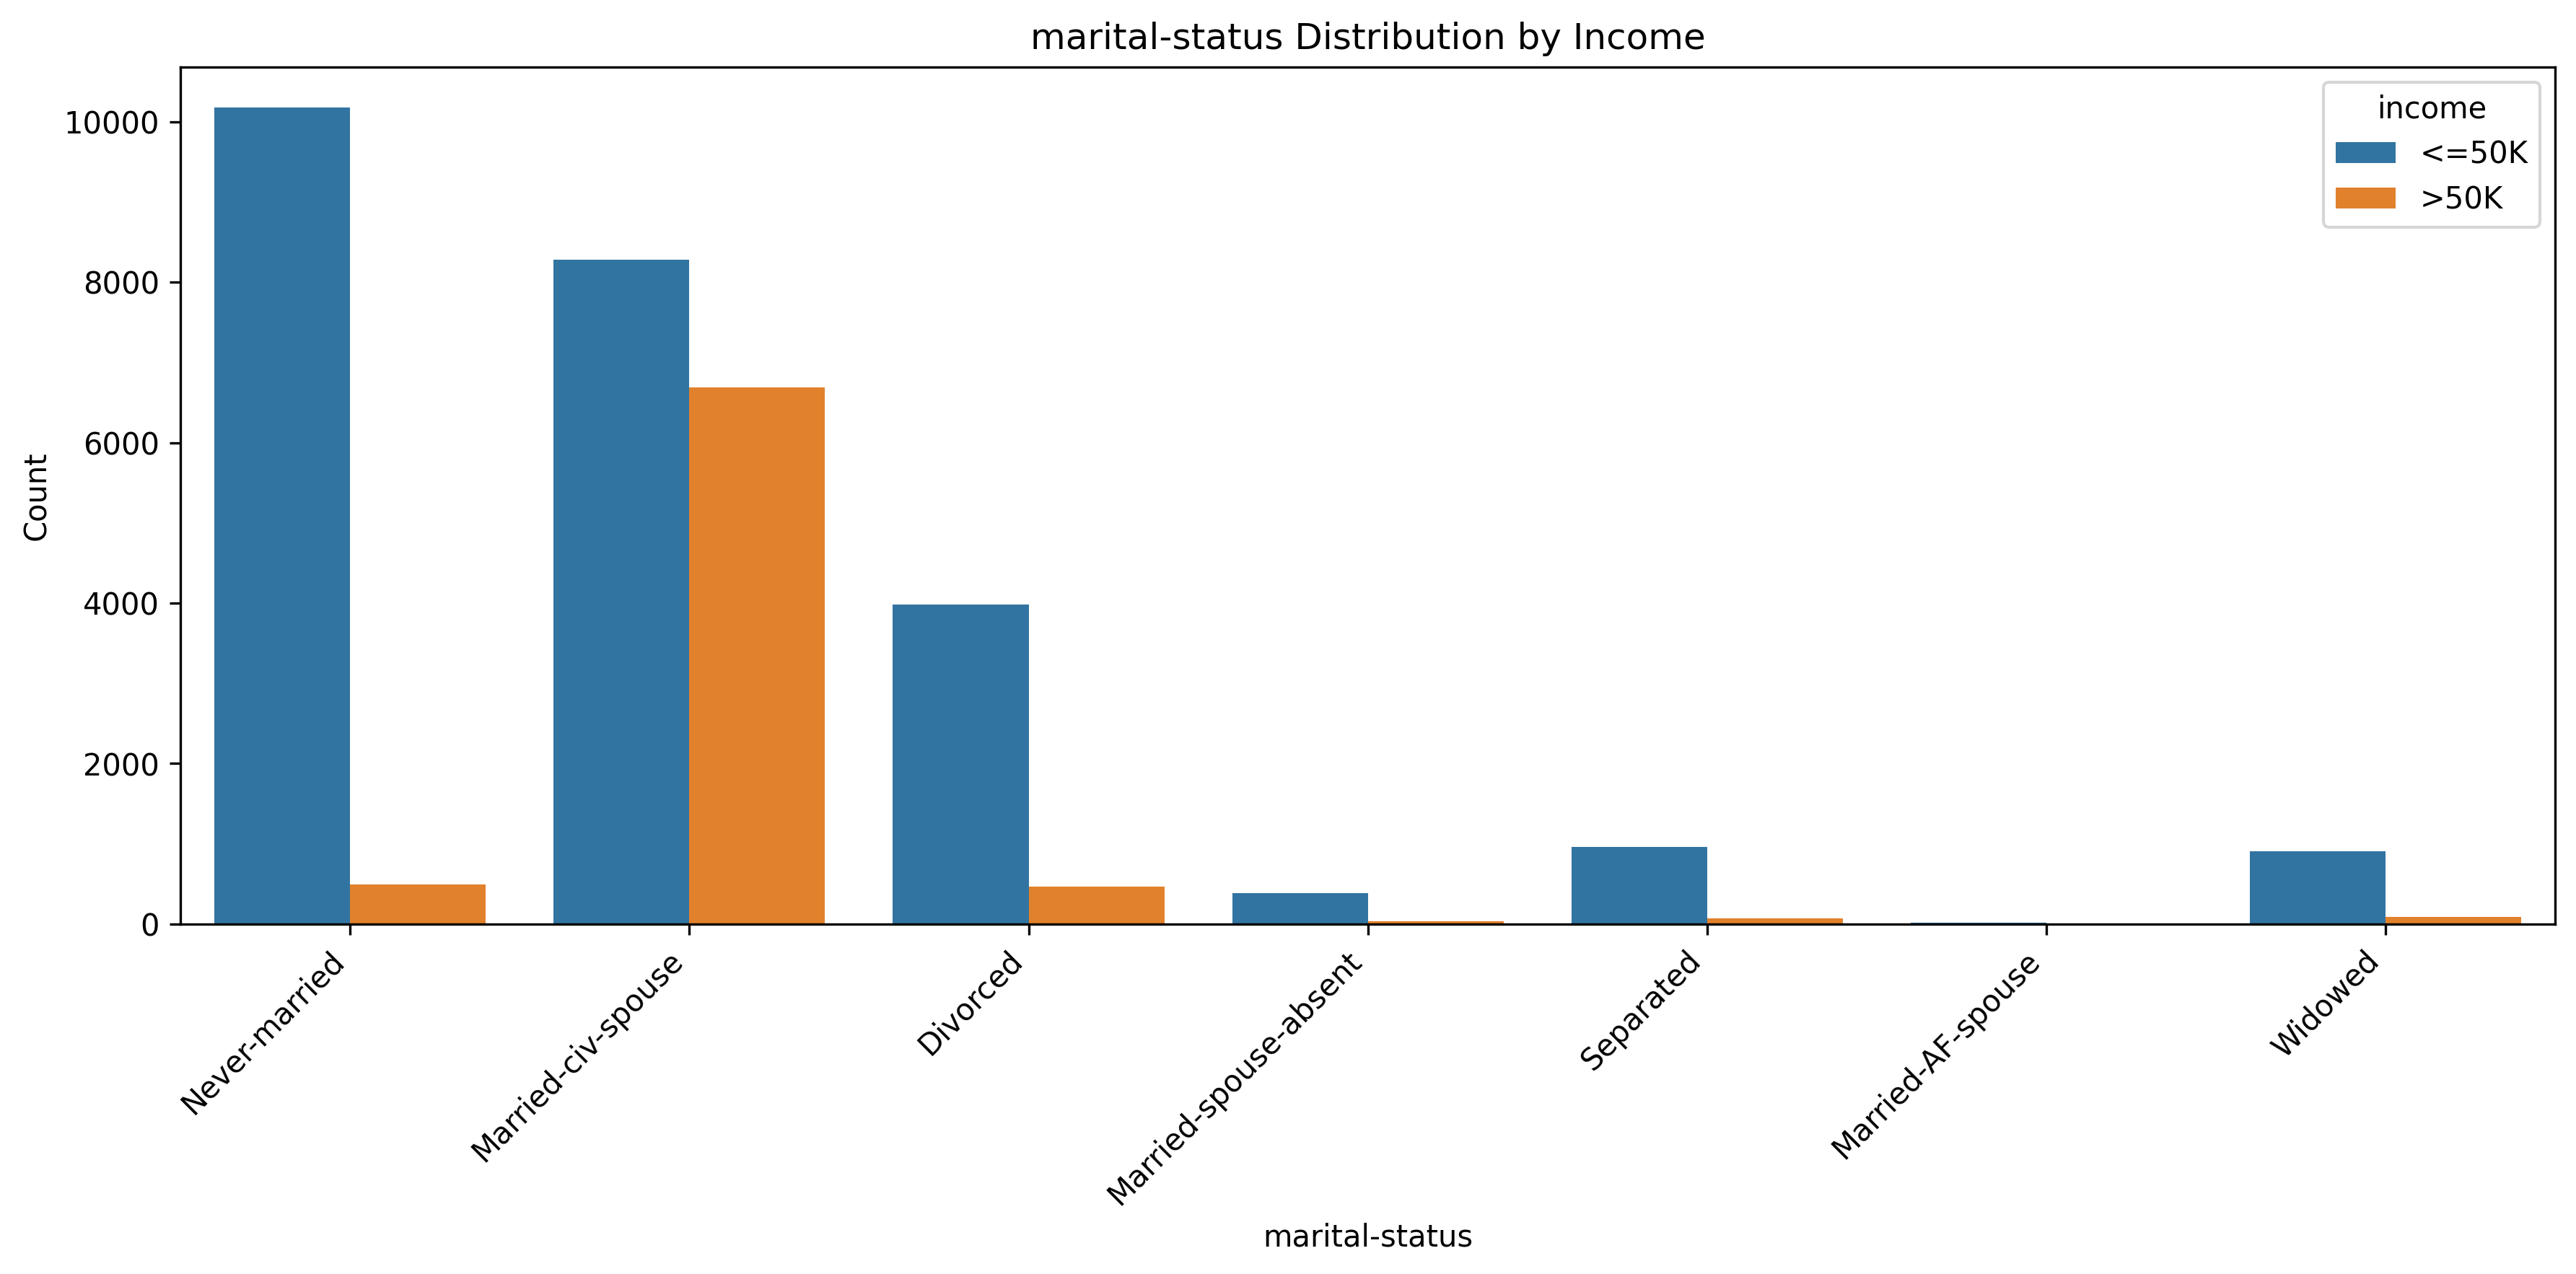 marital-status Distribution by Income
income
<=50K
>50K
Count
10000
8000
6000
4000
2000
0
Never-married
Married-civ-spouse
Divorced
Married-spouse-absent
Separated
Married-AF-spouse
Widowed
marital-status